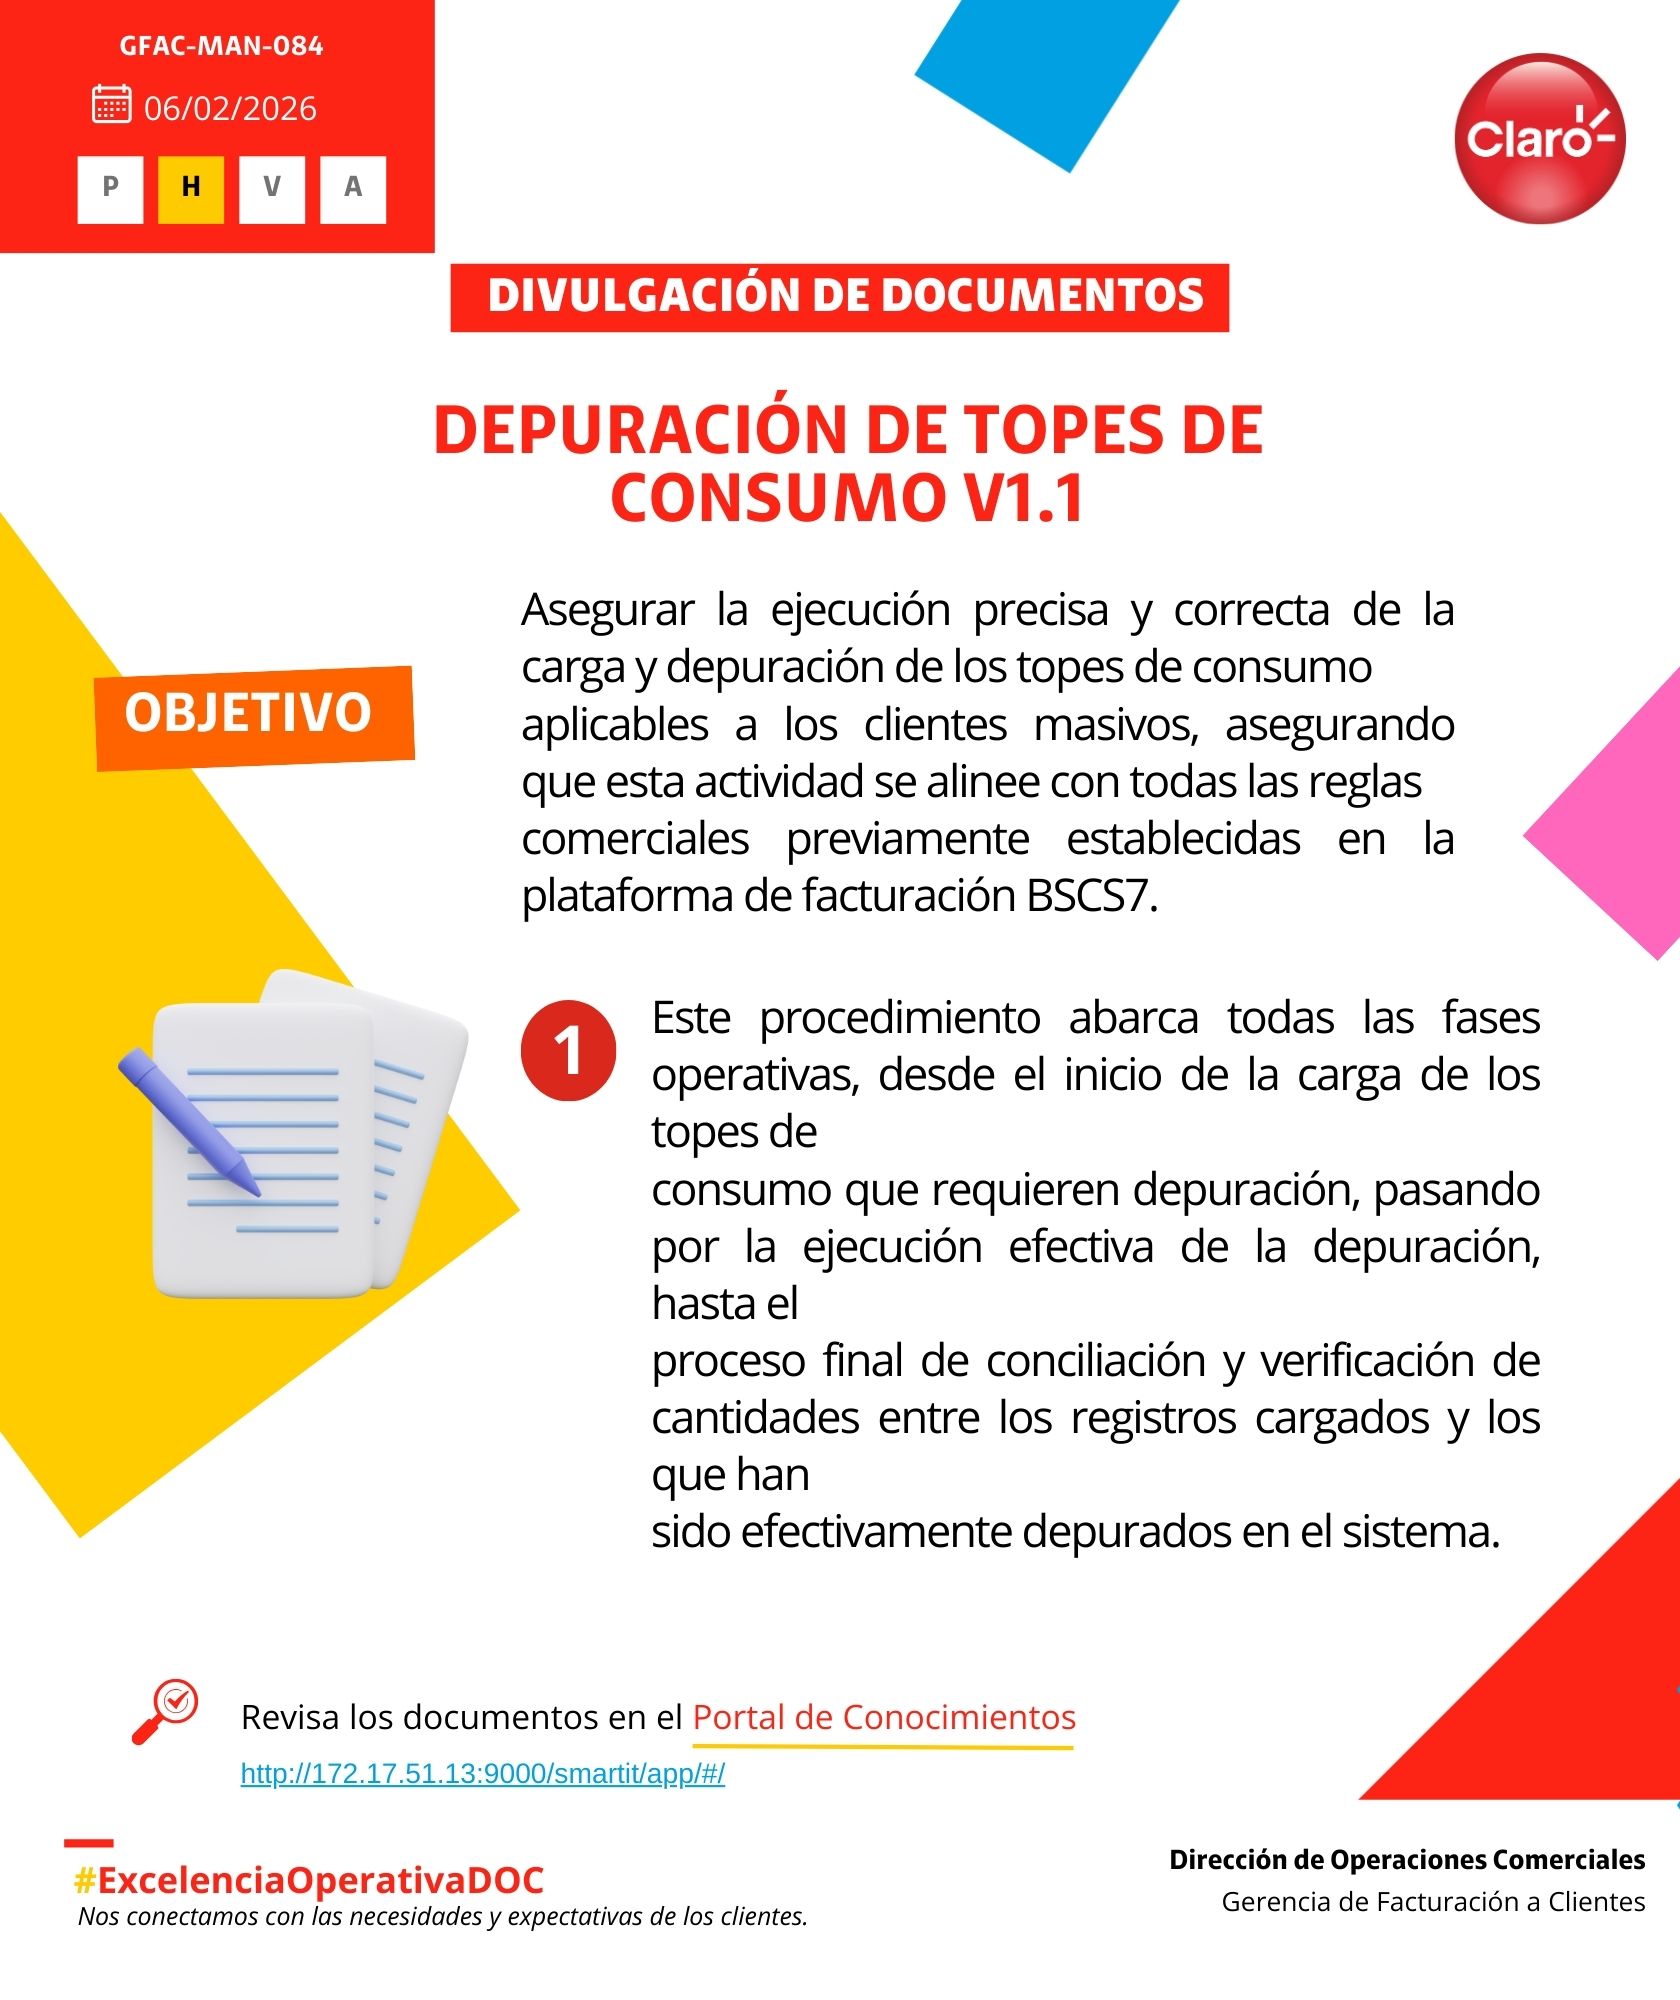 GFAC-MAN-084
06/02/2026
P H V A
Claro
DIVULGACIÓN DE DOCUMENTOS
DEPURACIÓN DE TOPES DE
CONSUMO V1.1
OBJETIVO
Asegurar la ejecución precisa y correcta de la
carga y depuración de los topes de consumo
aplicables a los clientes masivos, asegurando
que esta actividad se alinee con todas las reglas
comerciales previamente establecidas en la
plataforma de facturación BSCS7.
1
Este procedimiento abarca todas las fases
operativas, desde el inicio de la carga de los
topes de
consumo que requieren depuración, pasando
por la ejecución efectiva de la depuración,
hasta el
proceso final de conciliación y verificación de
cantidades entre los registros cargados y los
que han
sido efectivamente depurados en el sistema.
Revisa los documentos en el Portal de Conocimientos
http://172.17.51.13:9000/smartit/app/#/
#ExcelenciaOperativaDOC
Nos conectamos con las necesidades y expectativas de los clientes.
Dirección de Operaciones Comerciales
Gerencia de Facturación a Clientes